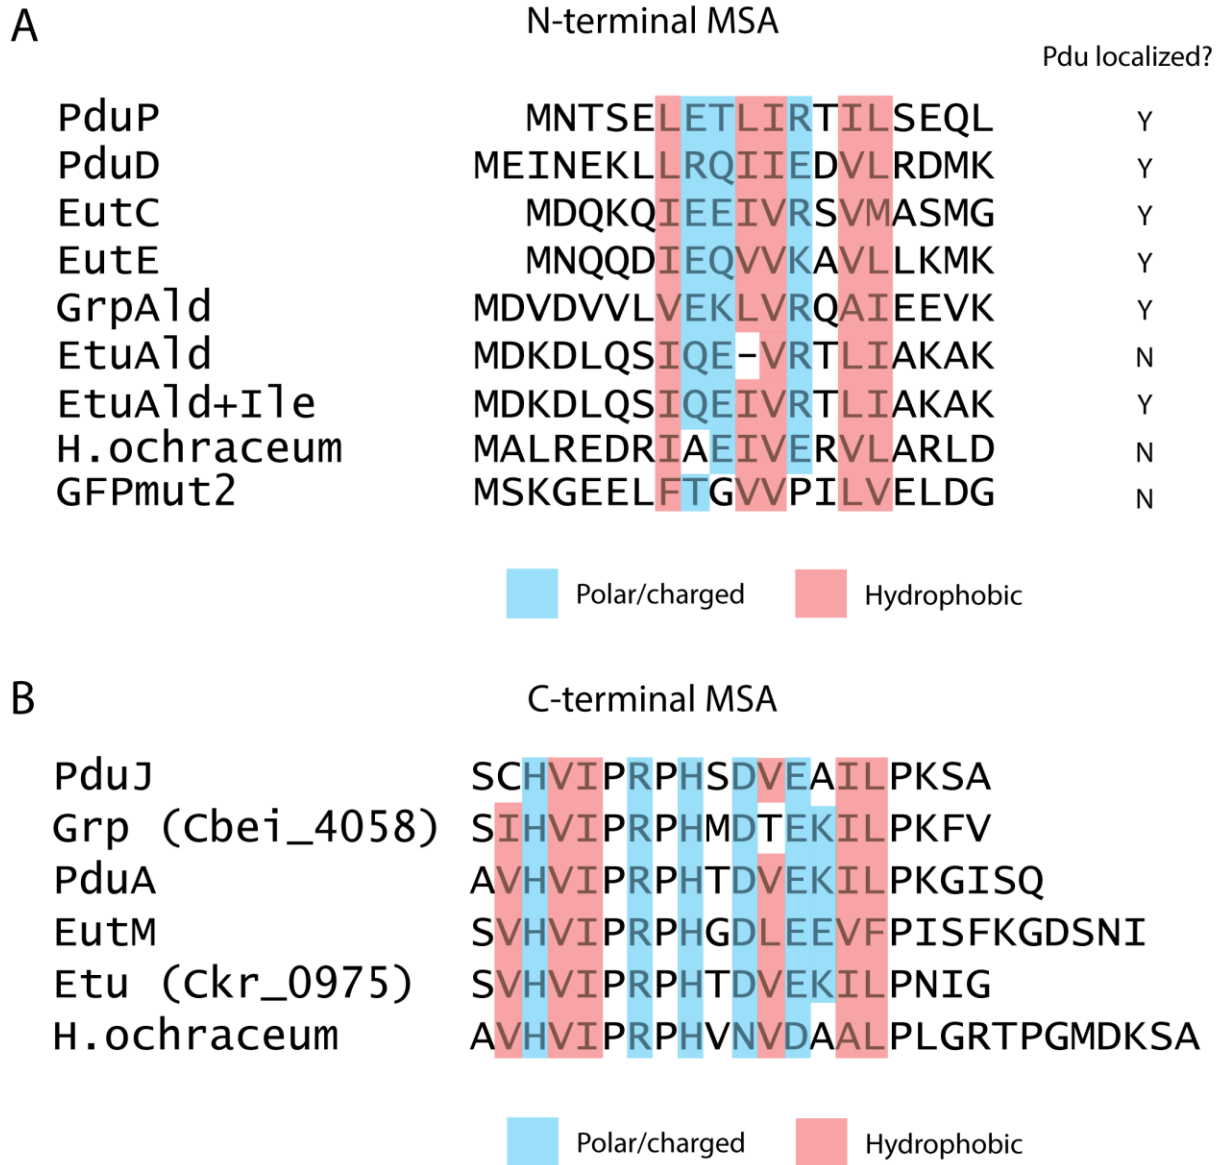 A
N-terminal MSA
Pdu localized?
PduP MNTSELETLIRTILSEQL Y
PduD MEINEKLLRQIIEDVLRDMK Y
EutC MDQKQIEEIVRSVMASMG Y
EutE MNQQDIEQVVKAVLLKMK Y
GrpAld MDVDVVLVEKLVRQAIEEVK Y
EtuAld MDKDLQSIQE-VRTLIAKAK N
EtuAld+Ile MDKDLQSIQEIVRTLIAKAK Y
H.ochraceum MALREDRIAEIVERVLARLD N
GFPmut2 MSKGEELFTGVVPILVELDG N
Polar/charged Hydrophobic
B
C-terminal MSA
PduJ SCHVIPRPHSDVEAILPKSA
Grp (Cbei_4058) SIHVIPRPHMDTEKILPKFV
PduA AVHVIPRPHTDVEKILPKGISQ
EutM SVHVIPRPHGDLEEVFPISFKGDSNI
Etu (Ckr_0975) SVHVIPRPHTDVEKILPNIG
H.ochraceum AVHVIPRPHVNVDAALPLGRTPGMDKSA
Polar/charged Hydrophobic